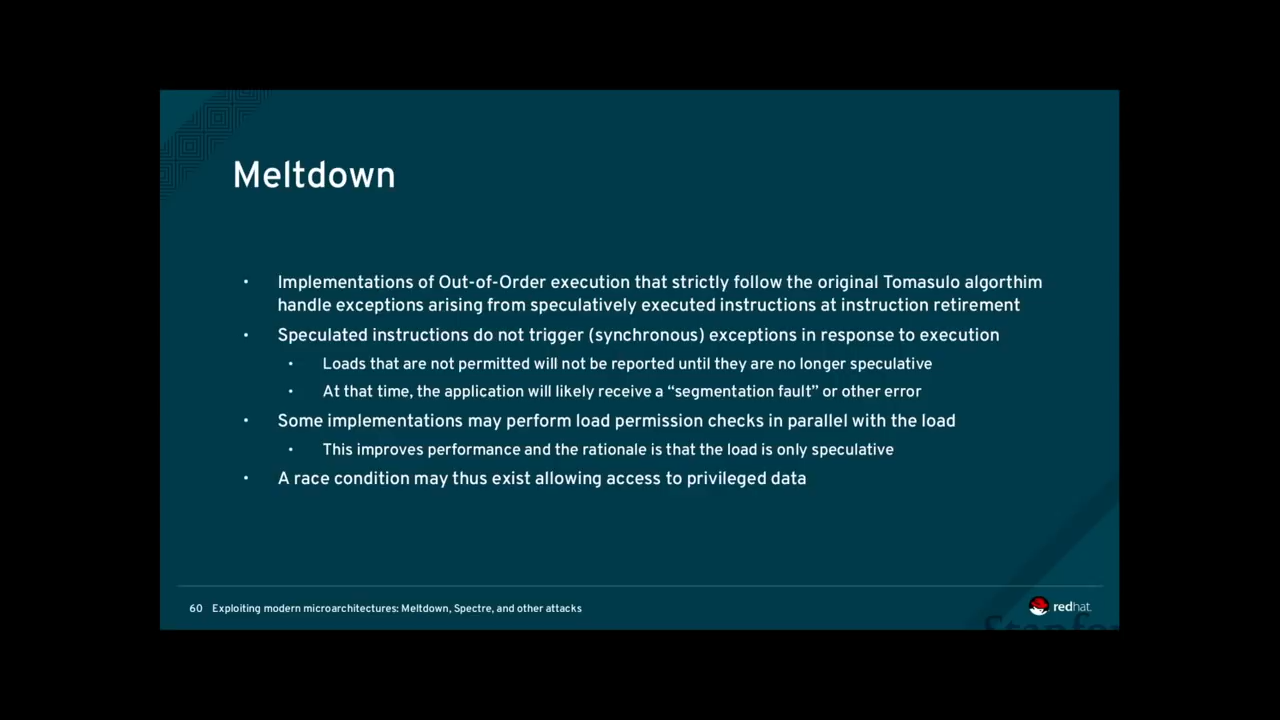 Meltdown
• Implementations of Out-of-Order execution that strictly follow the original Tomasulo algorthim
handle exceptions arising from speculatively executed instructions at instruction retirement
• Speculated instructions do not trigger (synchronous) exceptions in response to execution
• Loads that are not permitted will not be reported until they are no longer speculative
• At that time, the application will likely receive a “segmentation fault” or other error
• Some implementations may perform load permission checks in parallel with the load
• This improves performance and the rationale is that the load is only speculative
• A race condition may thus exist allowing access to privileged data
60 Exploiting modern microarchitectures: Meltdown, Spectre, and other attacks
redhat.